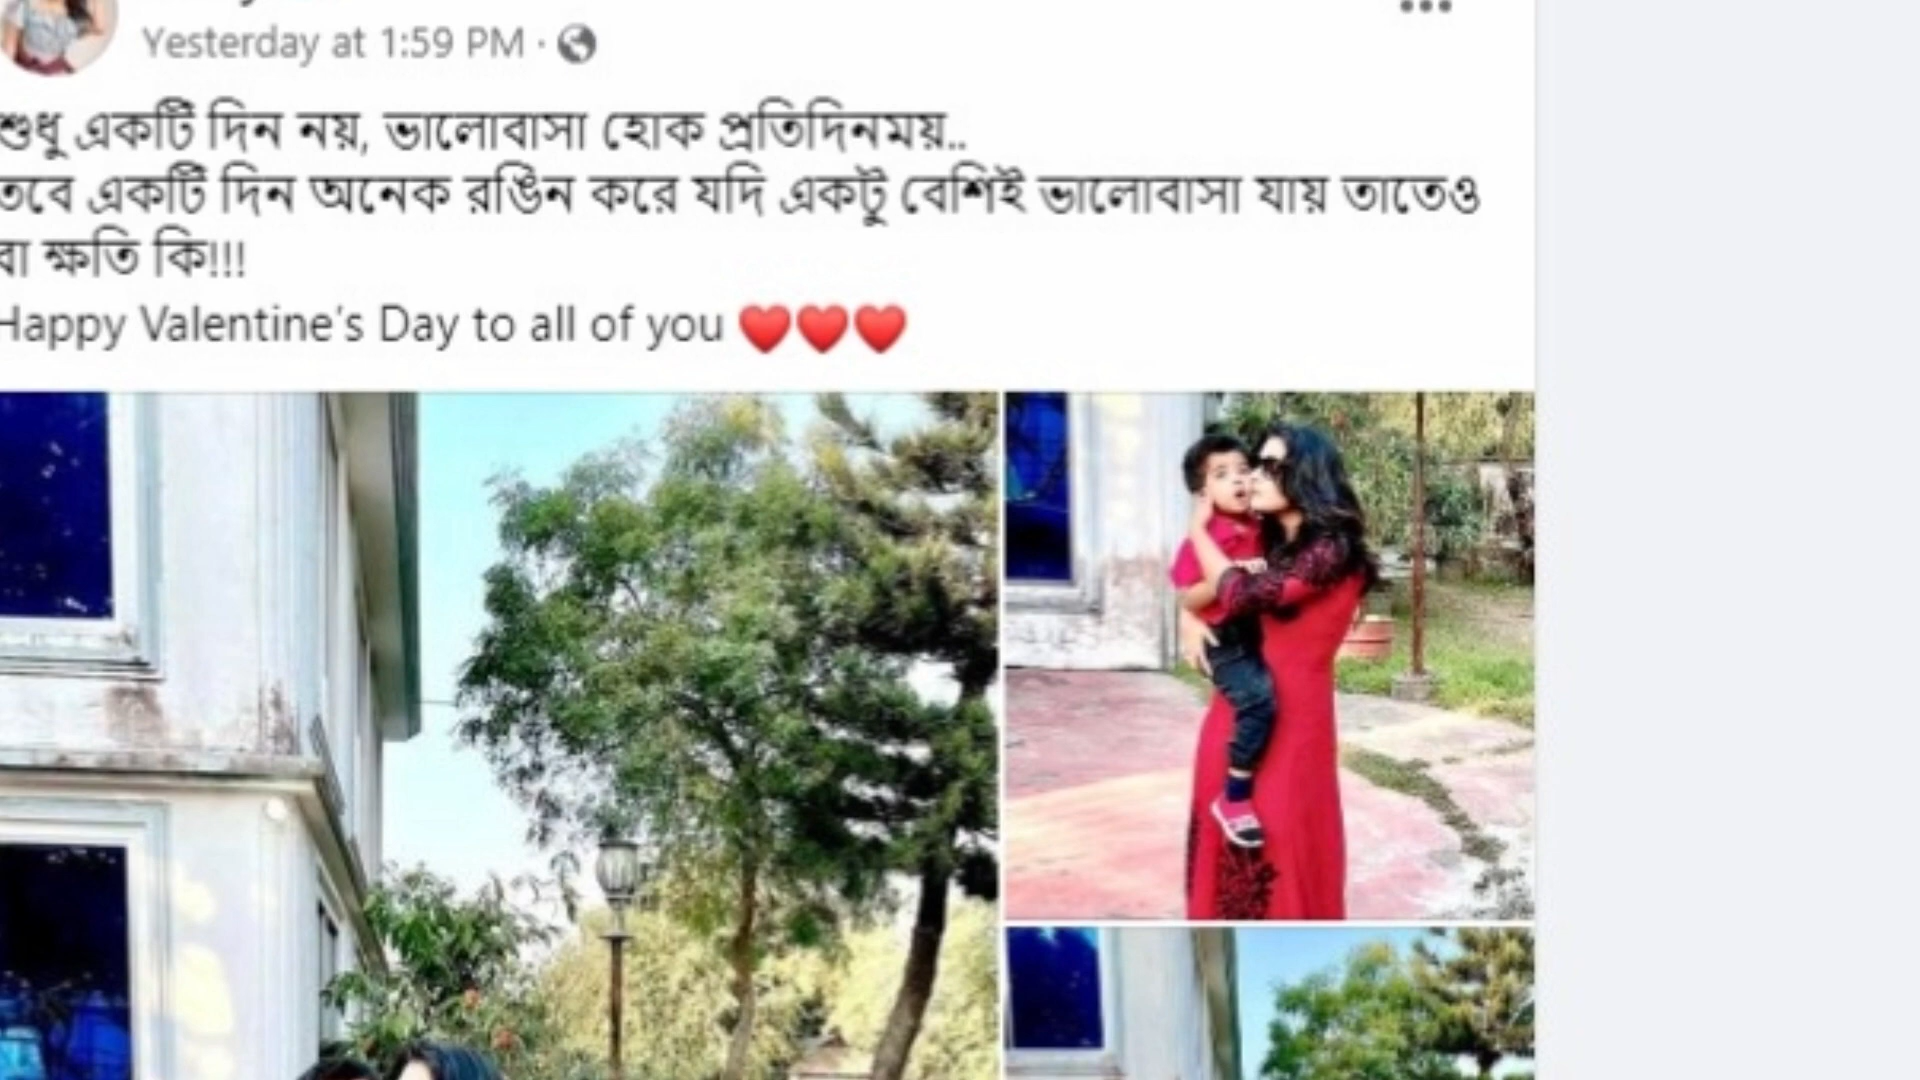 Yesterday at 1:59 PM ·
শুধু একটি দিন নয়, ভালোবাসা হোক প্রতিদিনময়..
তবে একটি দিন অনেক রঙিন করে যদি একটু বেশিই ভালোবাসা যায় তাতেও
বা ক্ষতি কি!!!
Happy Valentine's Day to all of you ❤️❤️❤️